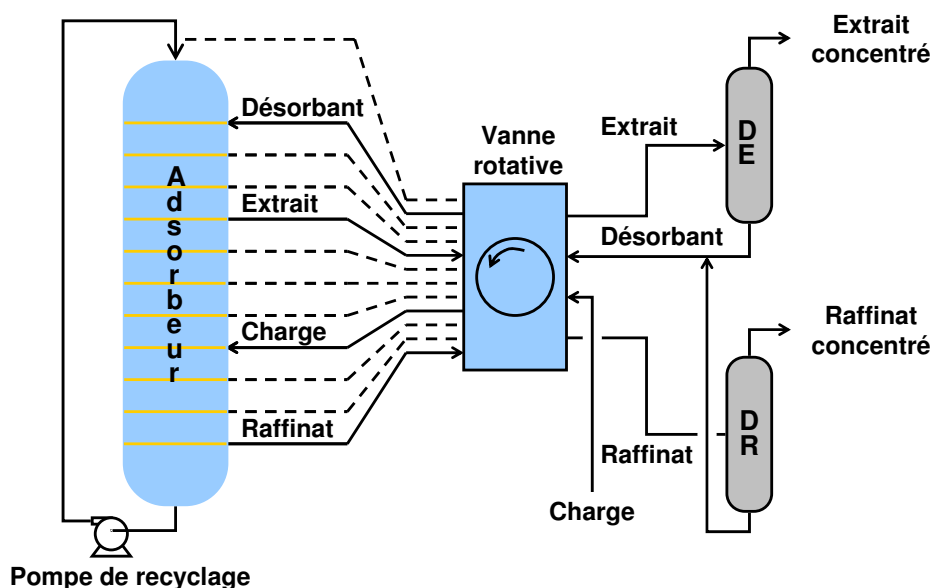 Extrait
concentré
Désorbant
Vanne
rotative
Extrait
D
E
A
d
s
o
r
b
e
u
r
Extrait
Désorbant
Charge
Raffinat
concentré
Raffinat
Raffinat
D
R
Charge
Pompe de recyclage